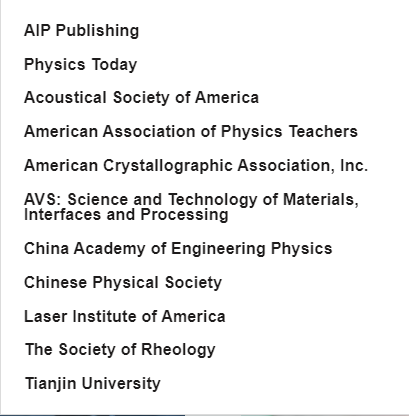 AIP Publishing
Physics Today
Acoustical Society of America
American Association of Physics Teachers
American Crystallographic Association, Inc.
AVS: Science and Technology of Materials,
Interfaces and Processing
China Academy of Engineering Physics
Chinese Physical Society
Laser Institute of America
The Society of Rheology
Tianjin University